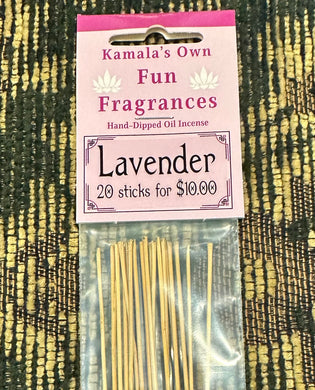 Kamala's Own
Fun
Fragrances
Hand-Dipped Oil Incense
Lavender
20 sticks for $10.00